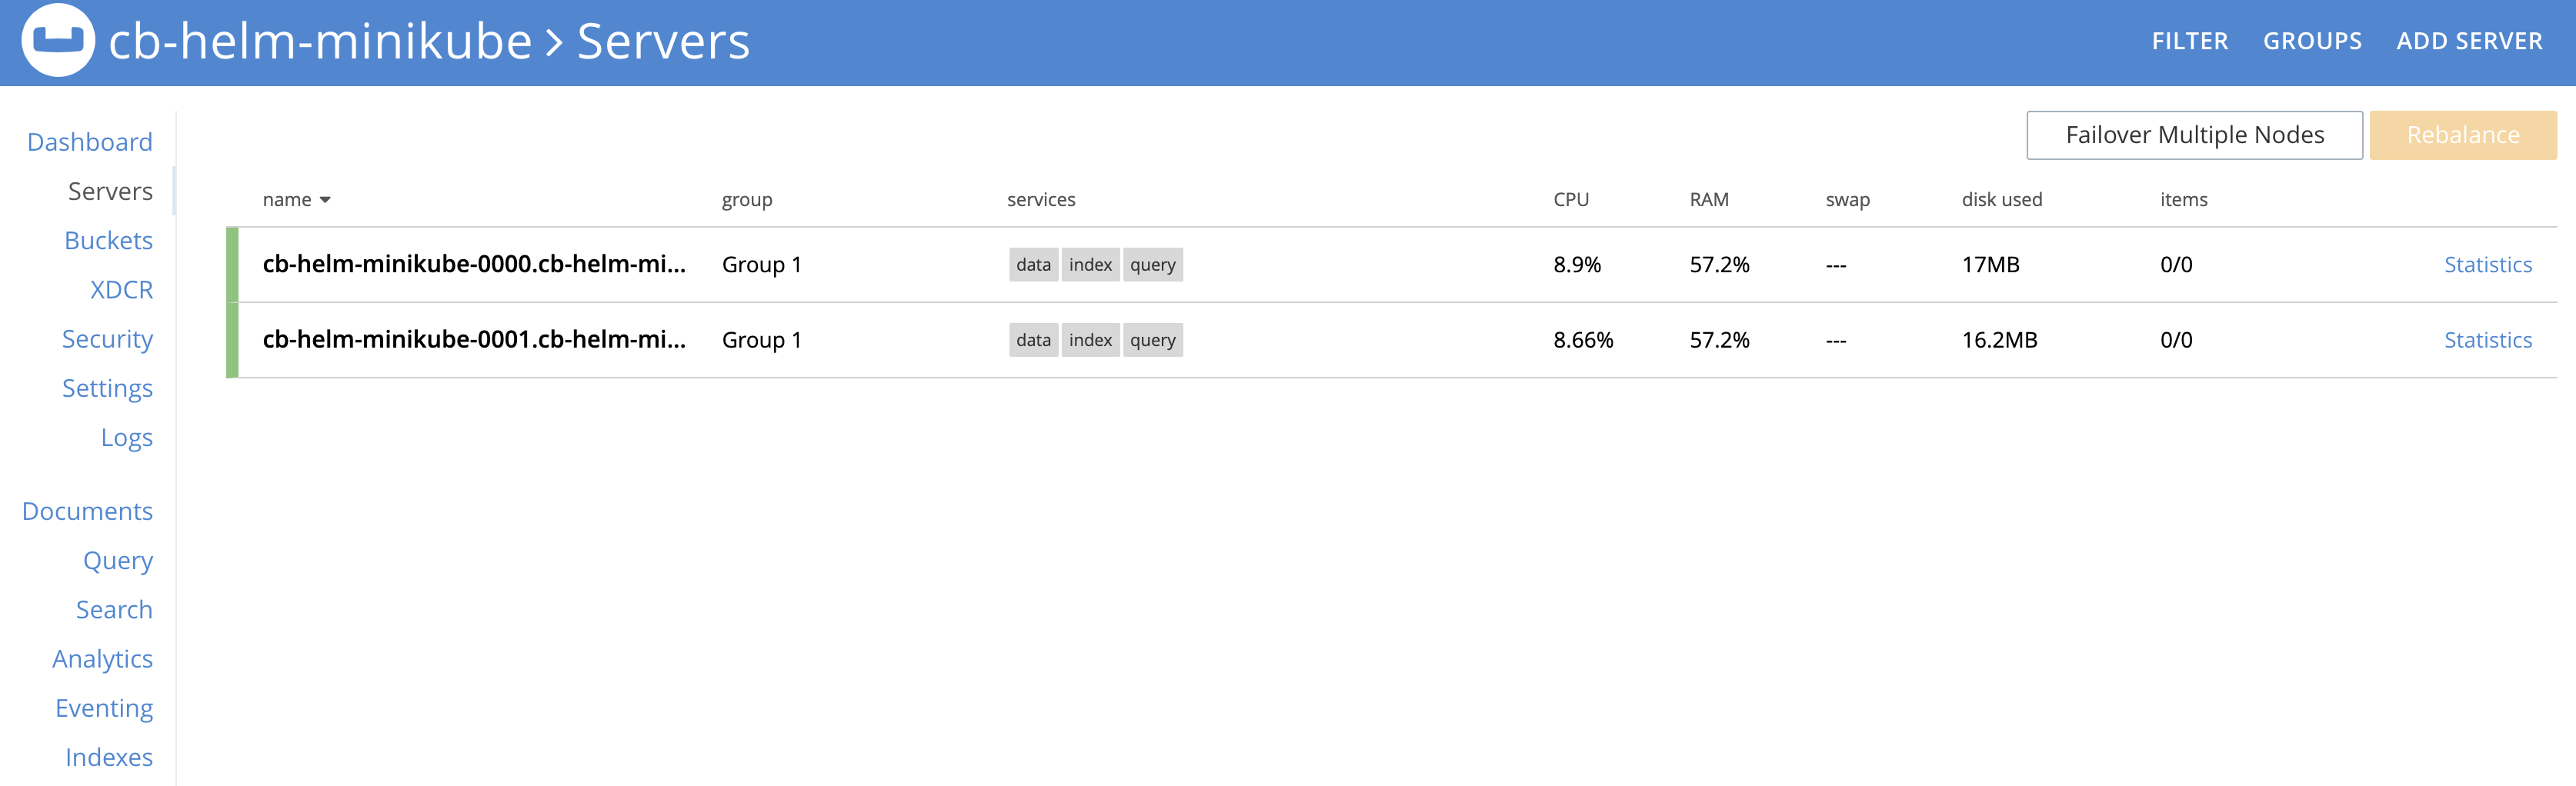 cb-helm-minikube > Servers
FILTER GROUPS ADD SERVER
Failover Multiple Nodes Rebalance
Dashboard
Servers
Buckets
XDCR
Security
Settings
Logs
Documents
Query
Search
Analytics
Eventing
Indexes
name group services CPU RAM swap disk used items
cb-helm-minikube-0000.cb-helm-mi... Group 1 data index query 8.9% 57.2% --- 17MB 0/0 Statistics
cb-helm-minikube-0001.cb-helm-mi... Group 1 data index query 8.66% 57.2% --- 16.2MB 0/0 Statistics